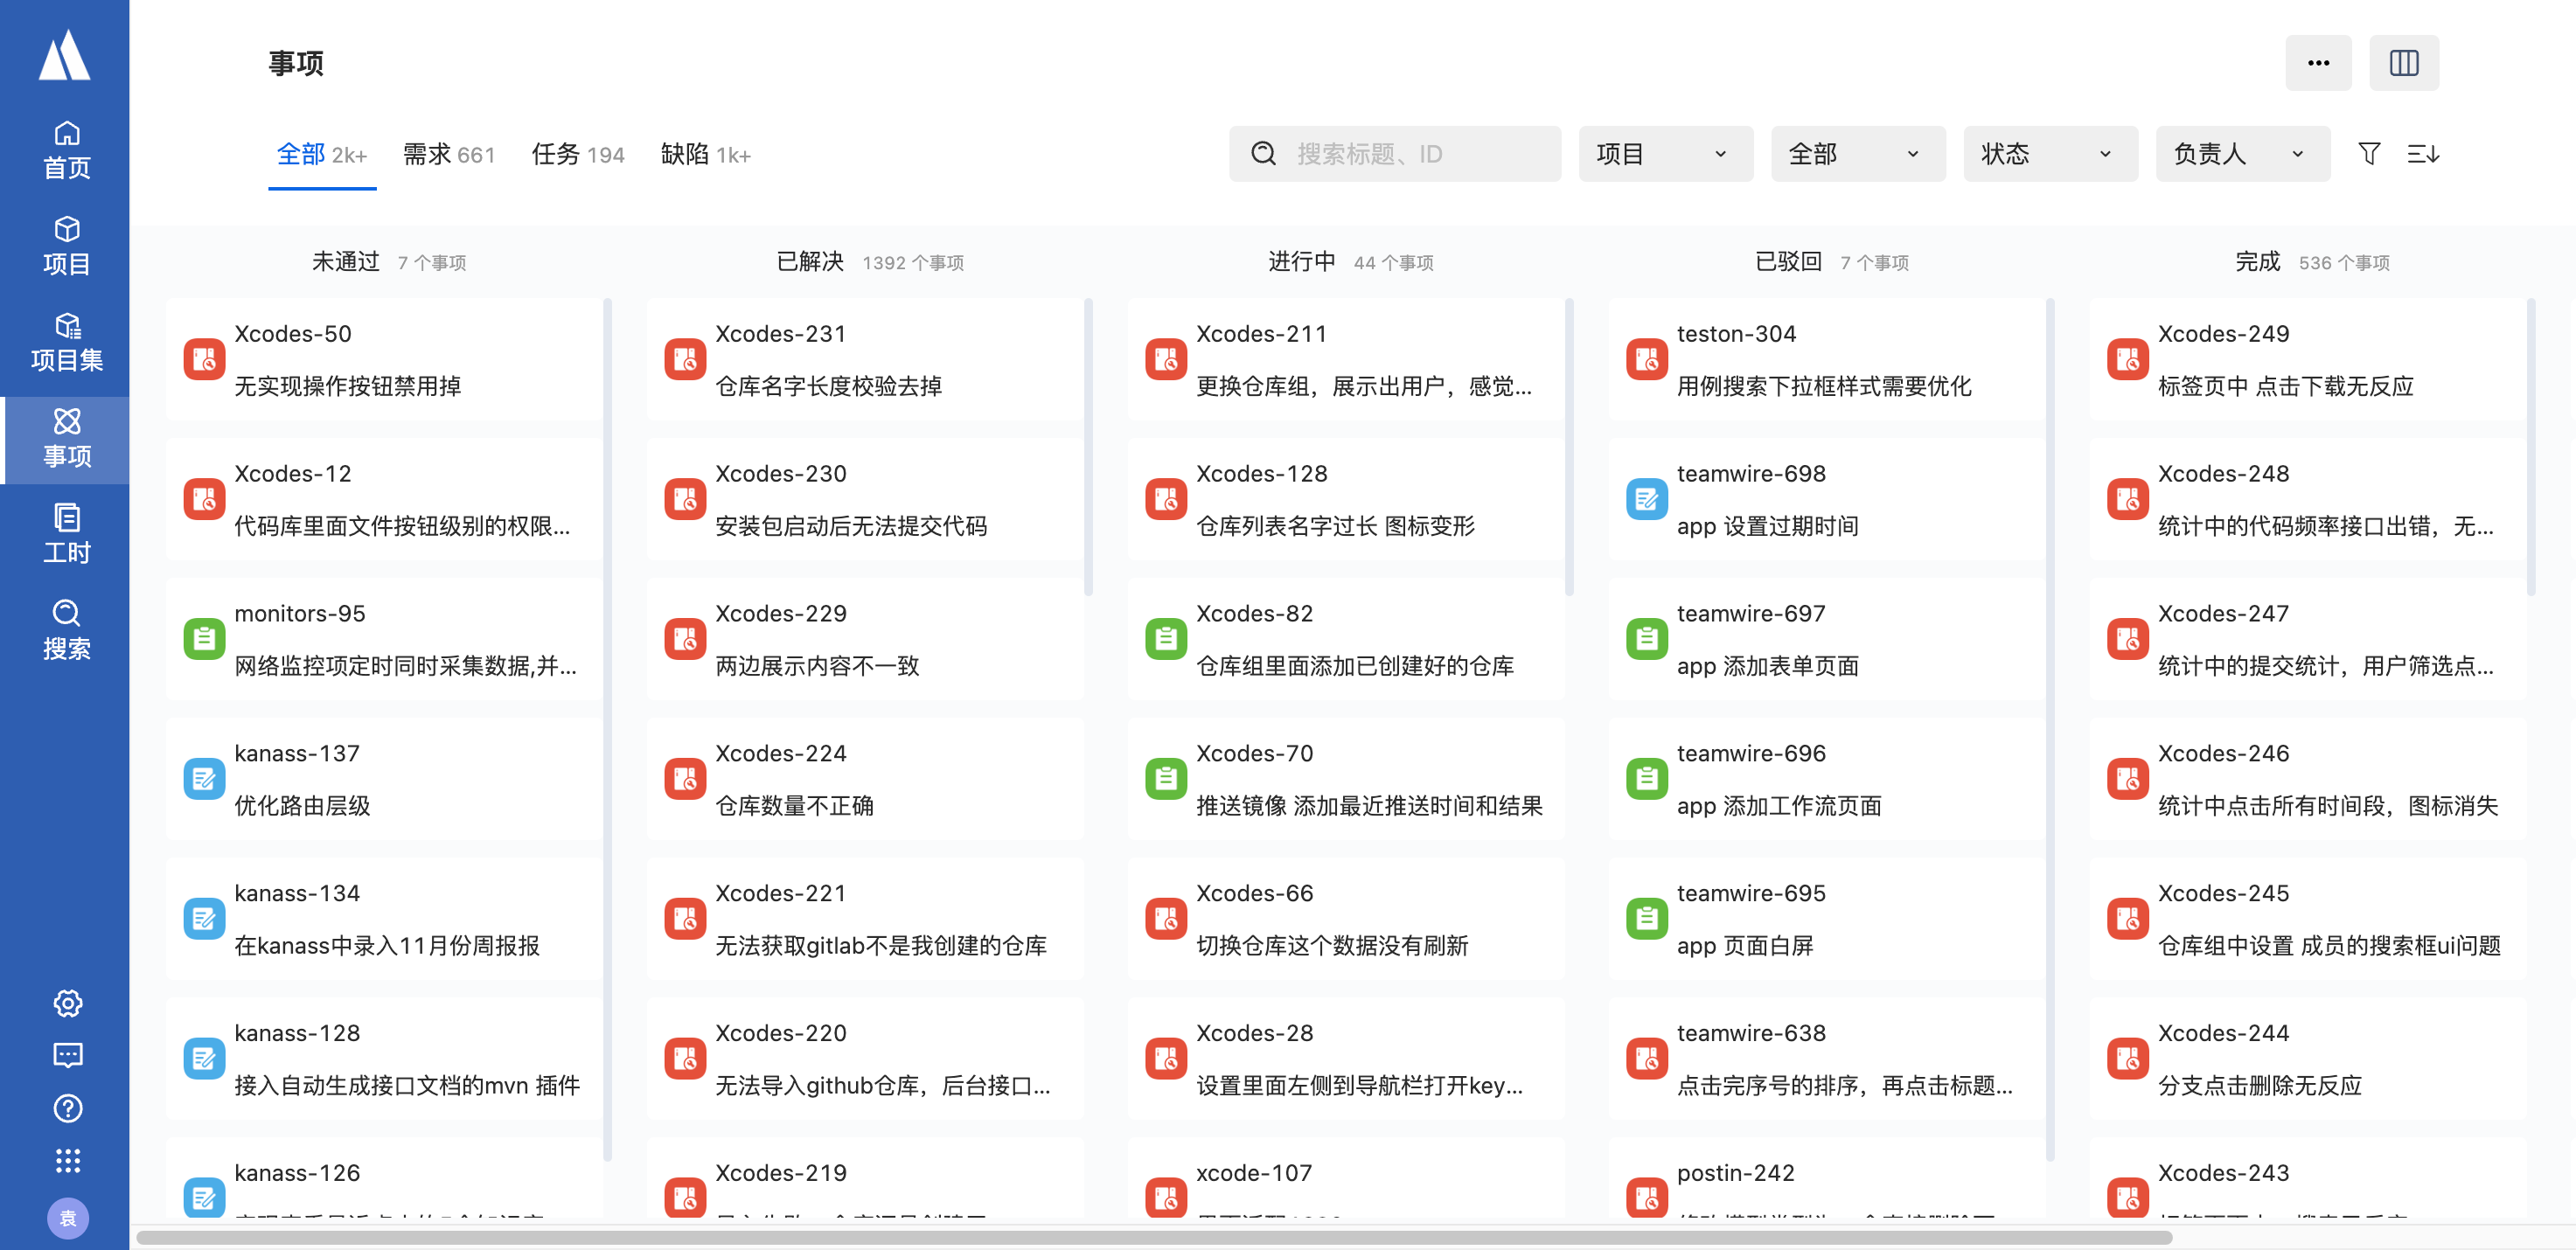 首页
项目
项目集
事项
工时
搜索
袁
事项
全部 2k+ 需求 661 任务 194 缺陷 1k+
搜索标题、ID 项目 全部 状态 负责人
未通过 7 个事项
Xcodes-50
无实现操作按钮禁用掉
Xcodes-12
代码库里面文件按钮级别的权限...
monitors-95
网络监控项定时同时采集数据,并...
kanass-137
优化路由层级
kanass-134
在kanass中录入11月份周报报
kanass-128
接入自动生成接口文档的mvn 插件
kanass-126
已解决 1392 个事项
Xcodes-231
仓库名字长度校验去掉
Xcodes-230
安装包启动后无法提交代码
Xcodes-229
两边展示内容不一致
Xcodes-224
仓库数量不正确
Xcodes-221
无法获取gitlab不是我创建的仓库
Xcodes-220
无法导入github仓库，后台接口...
Xcodes-219
进行中 44 个事项
Xcodes-211
更换仓库组，展示出用户，感觉...
Xcodes-128
仓库列表名字过长 图标变形
Xcodes-82
仓库组里面添加已创建好的仓库
Xcodes-70
推送镜像 添加最近推送时间和结果
Xcodes-66
切换仓库这个数据没有刷新
Xcodes-28
设置里面左侧到导航栏打开key...
xcode-107
已驳回 7 个事项
teston-304
用例搜索下拉框样式需要优化
teamwire-698
app 设置过期时间
teamwire-697
app 添加表单页面
teamwire-696
app 添加工作流页面
teamwire-695
app 页面白屏
teamwire-638
点击完序号的排序，再点击标题...
postin-242
完成 536 个事项
Xcodes-249
标签页中 点击下载无反应
Xcodes-248
统计中的代码频率接口出错，无...
Xcodes-247
统计中的提交统计，用户筛选点...
Xcodes-246
统计中点击所有时间段，图标消失
Xcodes-245
仓库组中设置 成员的搜索框ui问题
Xcodes-244
分支点击删除无反应
Xcodes-243